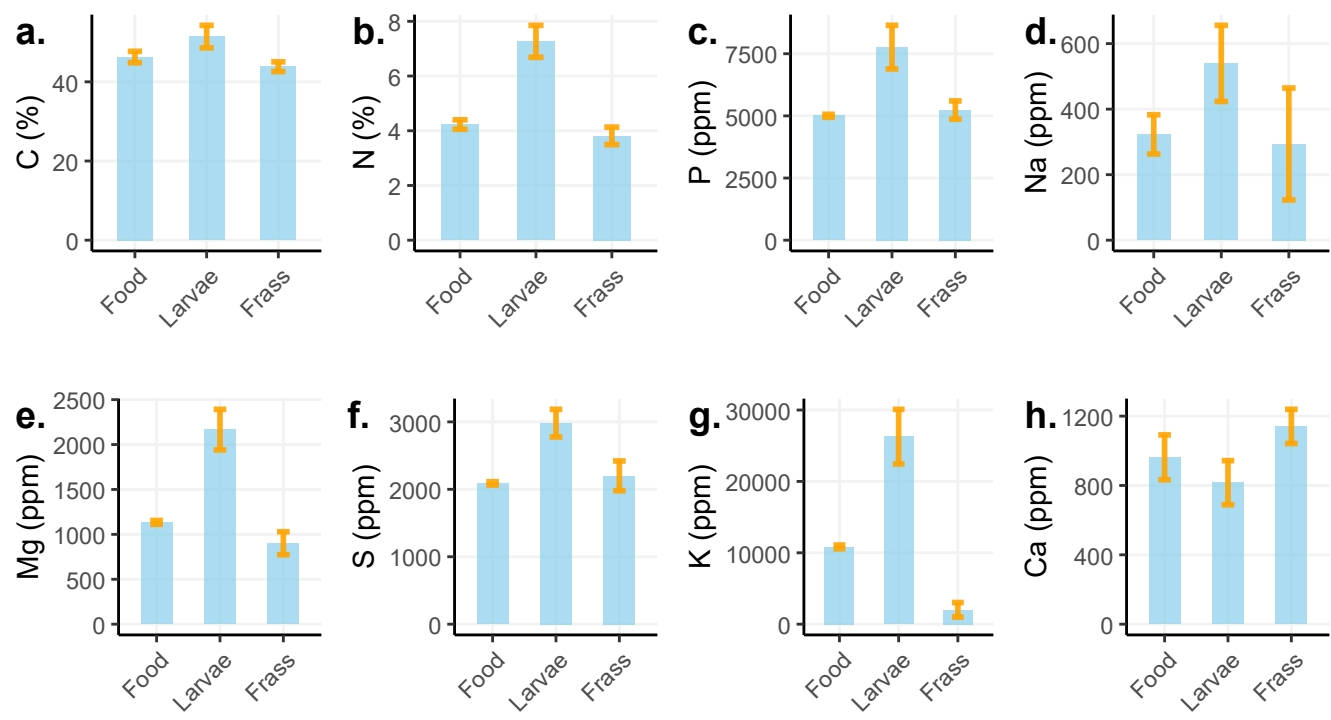 a.
C (%)
40
20
0
Food
Larvae
Frass
b.
N (%)
8
6
4
2
0
Food
Larvae
Frass
c.
P (ppm)
7500
5000
2500
0
Food
Larvae
Frass
d.
Na (ppm)
600
400
200
0
Food
Larvae
Frass
e.
Mg (ppm)
2500
2000
1500
1000
500
0
Food
Larvae
Frass
f.
S (ppm)
3000
2000
1000
0
Food
Larvae
Frass
g.
K (ppm)
30000
20000
10000
0
Food
Larvae
Frass
h.
Ca (ppm)
1200
800
400
0
Food
Larvae
Frass